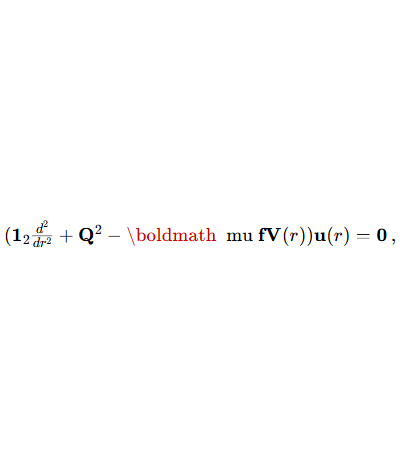 (𝟏₂ d²/dr² + 𝐐² − \boldmath mu 𝐟𝐕(r))𝐮(r) = 𝟎 ,